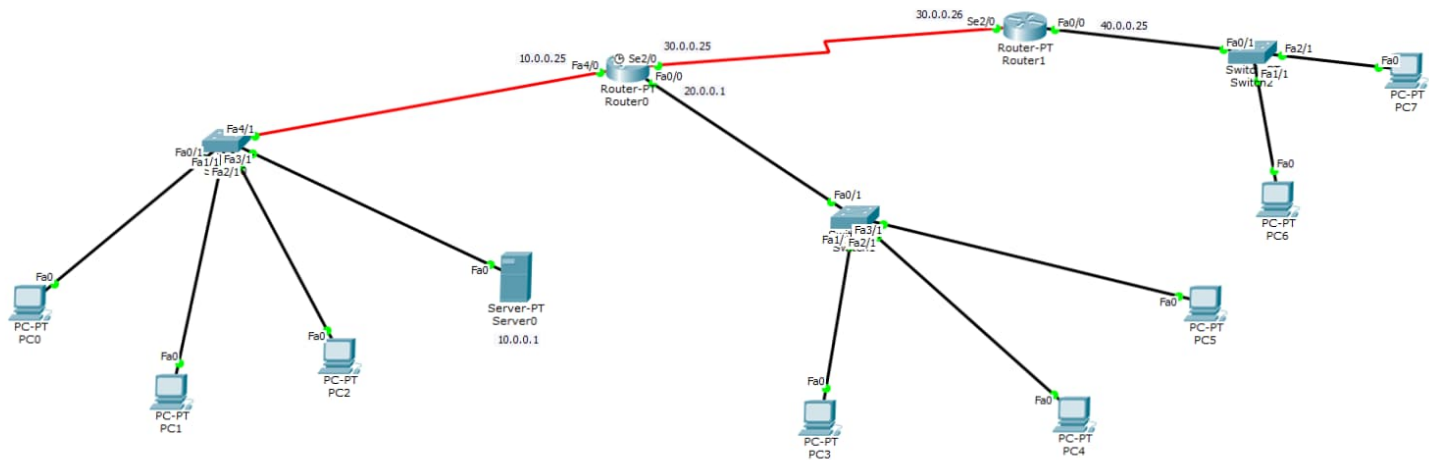 30.0.0.26
Se2/0
Fa0/0
40.0.0.25
Router-PT
Router1
Fa0/1
Fa2/1
Fa1/1
Switch2
Fa0
PC-PT
PC7
Fa0
PC-PT
PC6
10.0.0.25
Fa4/0
30.0.0.25
Se2/0
Fa0/0
20.0.0.1
Router-PT
Router0
Fa4/1
Fa0/1
Fa1/1
Fa3/1
Fa2/1
Fa0
PC-PT
PC0
Fa0
PC-PT
PC1
Fa0
PC-PT
PC2
Fa0
Server-PT
Server0
10.0.0.1
Fa0/1
Fa3/1
Fa2/1
Fa0
PC-PT
PC3
Fa0
PC-PT
PC4
Fa0
PC-PT
PC5